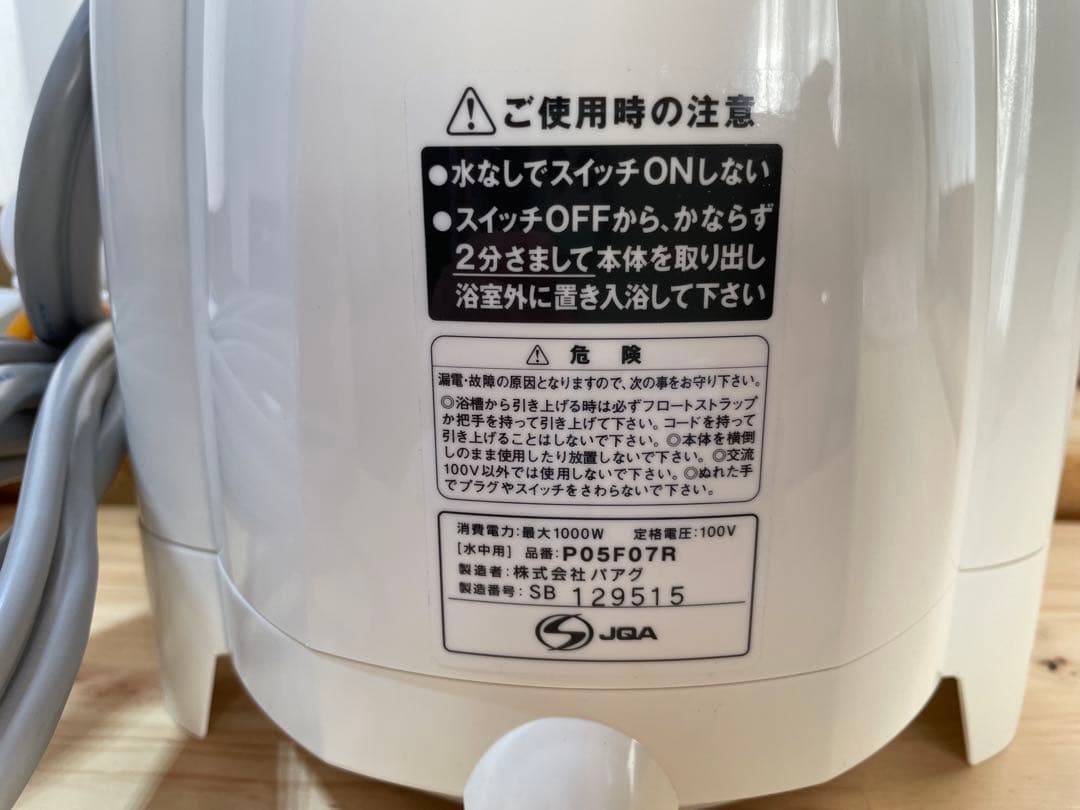 ⚠ご使用時の注意
●水なしでスイッチONしない
●スイッチOFFから、かならず
2分さまして本体を取り出し
浴室外に置き入浴して下さい
⚠ 危 険
漏電・故障の原因となりますので、次の事をお守り下さい。
◎浴槽から引き上げる時は必ずフロートストラップ
か把手を持って引き上げて下さい。コードを持って
引き上げることはしないで下さい。◎本体を横倒
しのまま使用したり放置しないで下さい。◎交流
100V以外では使用しないで下さい。◎ぬれた手
でプラグやスイッチをさわらないで下さい。
消費電力:最大1000W 定格電圧:100V
[水中用] 品番:P05F07R
製造者:株式会社パアグ
製造番号:SB 129515
JQA